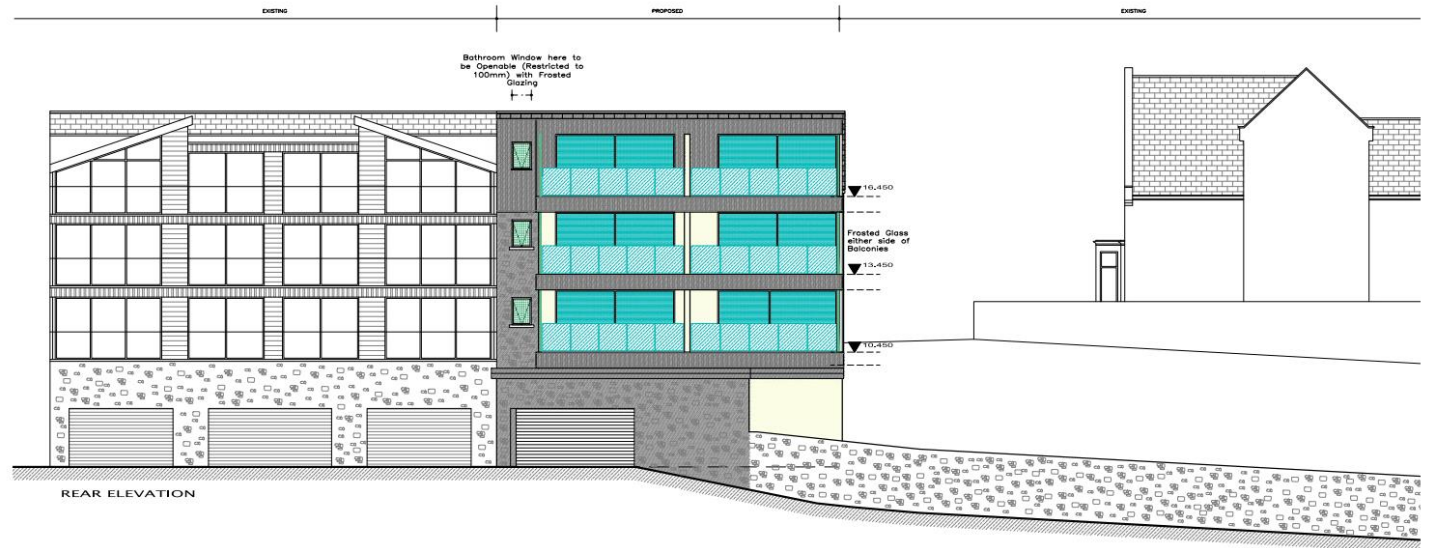 EXISTING
PROPOSED
EXISTING
Bathroom Window here to
be Openable (Restricted to
100mm) with Frosted
Glazing
16.450
Frosted Glass
either side of
Balconies
13.450
10.450
REAR ELEVATION